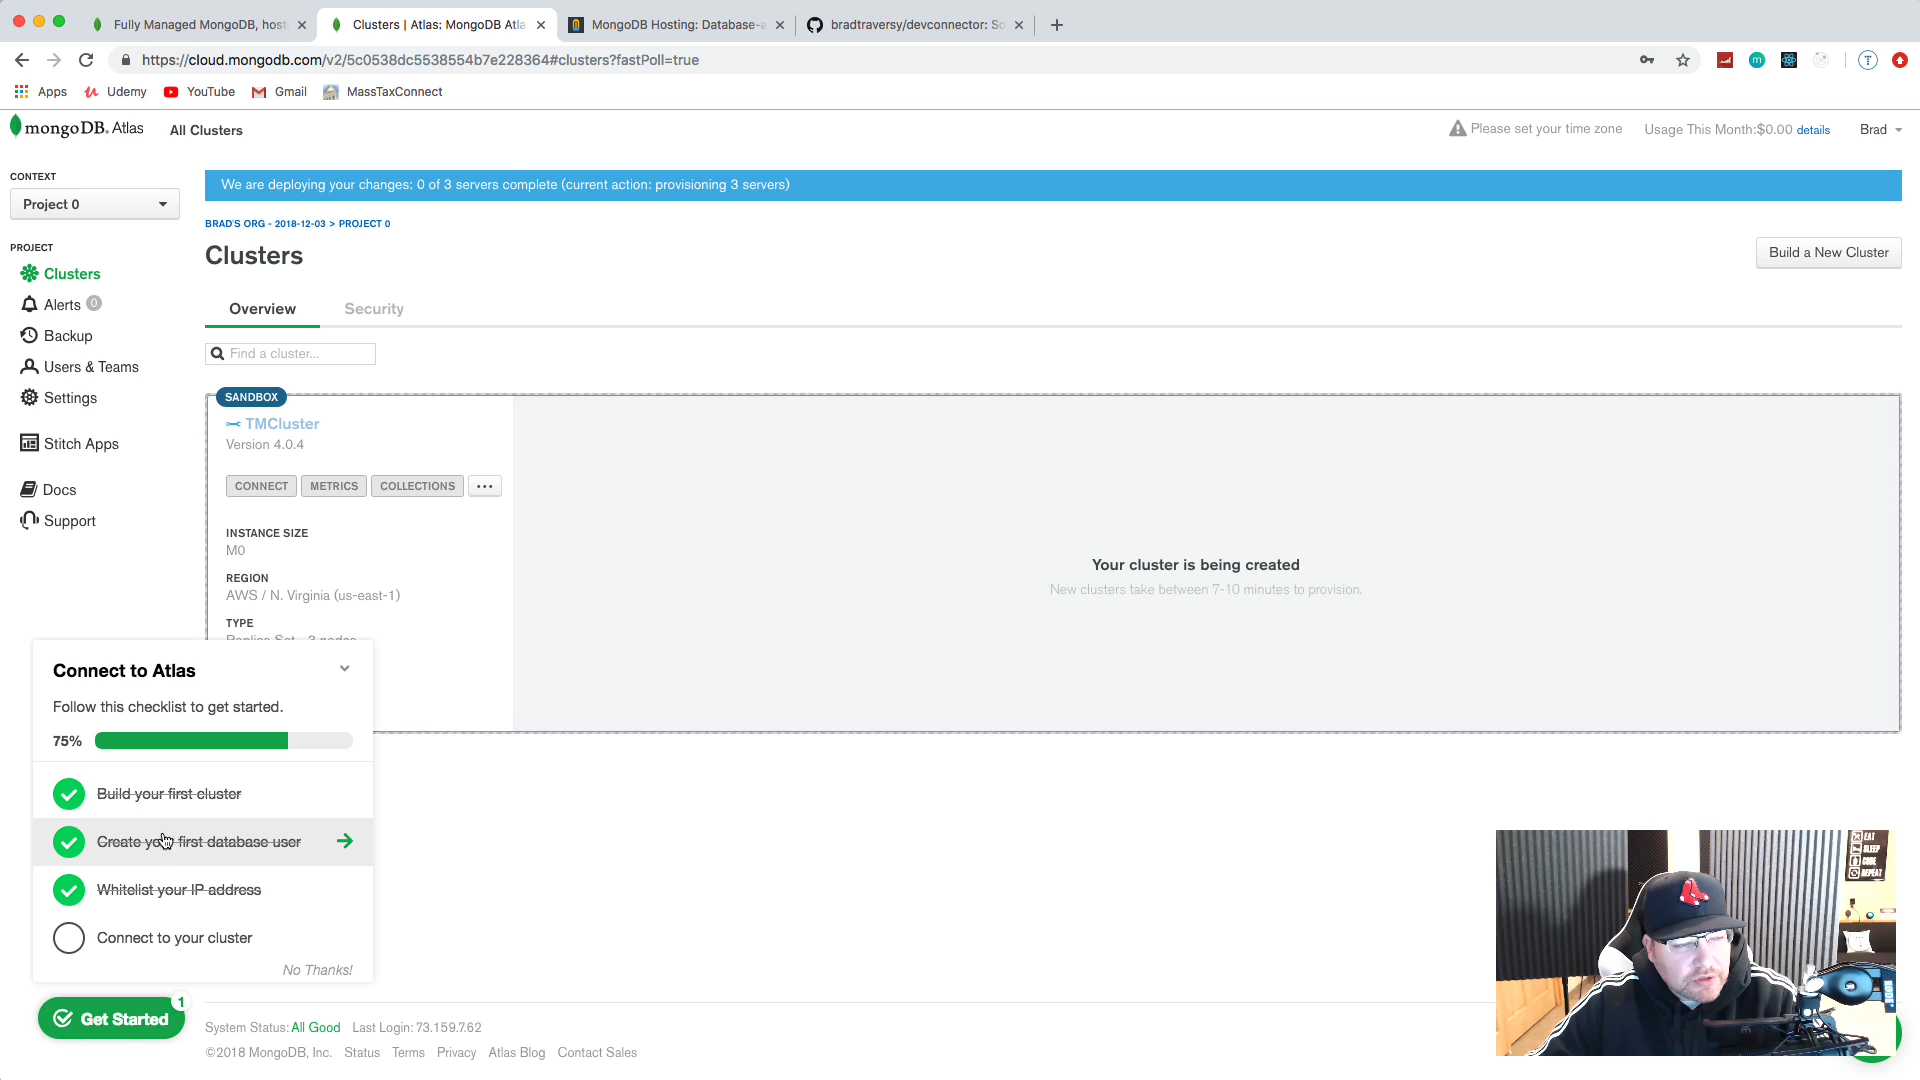 Fully Managed MongoDB, host
Clusters | Atlas: MongoDB Atla
MongoDB Hosting: Database-a
bradtraversy/devconnector: So
https://cloud.mongodb.com/v2/5c0538dc5538554b7e228364#clusters?fastPoll=true
Apps
Udemy
YouTube
Gmail
MassTaxConnect
mongoDB. Atlas
All Clusters
Please set your time zone
Usage This Month:$0.00 details
Brad
CONTEXT
Project 0
We are deploying your changes: 0 of 3 servers complete (current action: provisioning 3 servers)
BRAD'S ORG - 2018-12-03 > PROJECT 0
Clusters
Build a New Cluster
PROJECT
Clusters
Alerts 0
Backup
Users & Teams
Settings
Stitch Apps
Docs
Support
Overview
Security
Find a cluster...
SANDBOX
TMCluster
Version 4.0.4
CONNECT
METRICS
COLLECTIONS
...
INSTANCE SIZE
M0
REGION
AWS / N. Virginia (us-east-1)
TYPE
Replica Set - 3 nodes
Your cluster is being created
New clusters take between 7-10 minutes to provision.
Connect to Atlas
Follow this checklist to get started.
75%
Build your first cluster
Create your first database user
Whitelist your IP address
Connect to your cluster
No Thanks!
Get Started
1
System Status: All Good Last Login: 73.159.7.62
©2018 MongoDB, Inc. Status Terms Privacy Atlas Blog Contact Sales
EAT
SLEEP
CODE
REPEAT